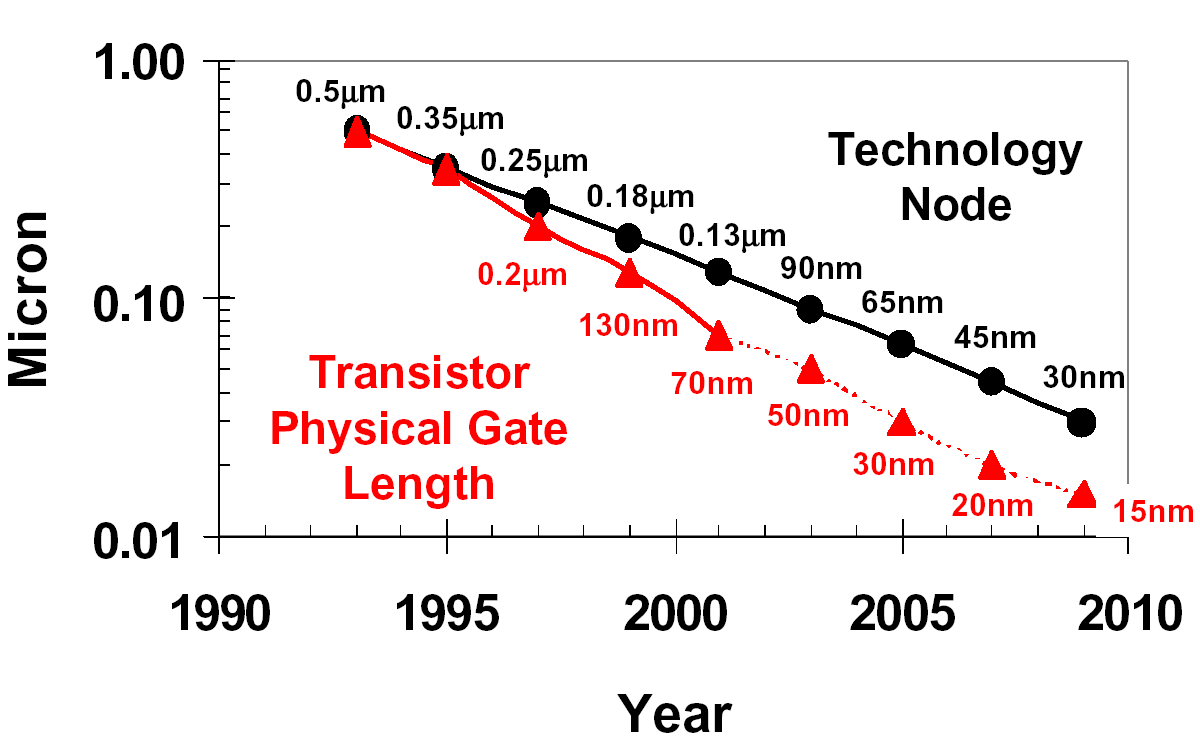 1.00
0.5μm
0.35μm
0.25μm
0.18μm
0.13μm
90nm
65nm
45nm
30nm
Technology
Node
Micron
0.10
0.2μm
130nm
70nm
50nm
30nm
20nm
15nm
Transistor
Physical Gate
Length
0.01
1990 1995 2000 2005 2010
Year